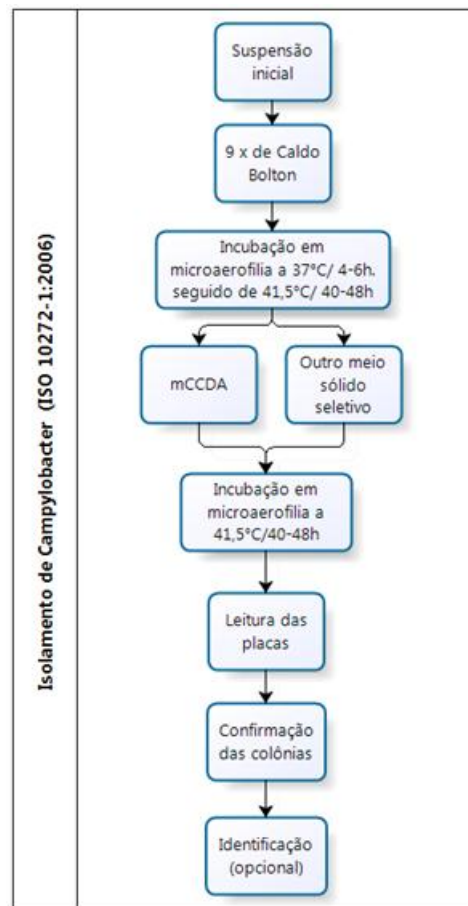 Isolamento de Campylobacter (ISO 10272-1:2006)
Suspensão
inicial
9 x de Caldo
Bolton
Incubação em
microaerofilia a 37°C/ 4-6h.
seguido de 41,5°C/ 40-48h
mCCDA
Outro meio
sólido
seletivo
Incubação em
microaerofilia a
41,5°C/40-48h
Leitura das
placas
Confirmação
das colônias
Identificação
(opcional)